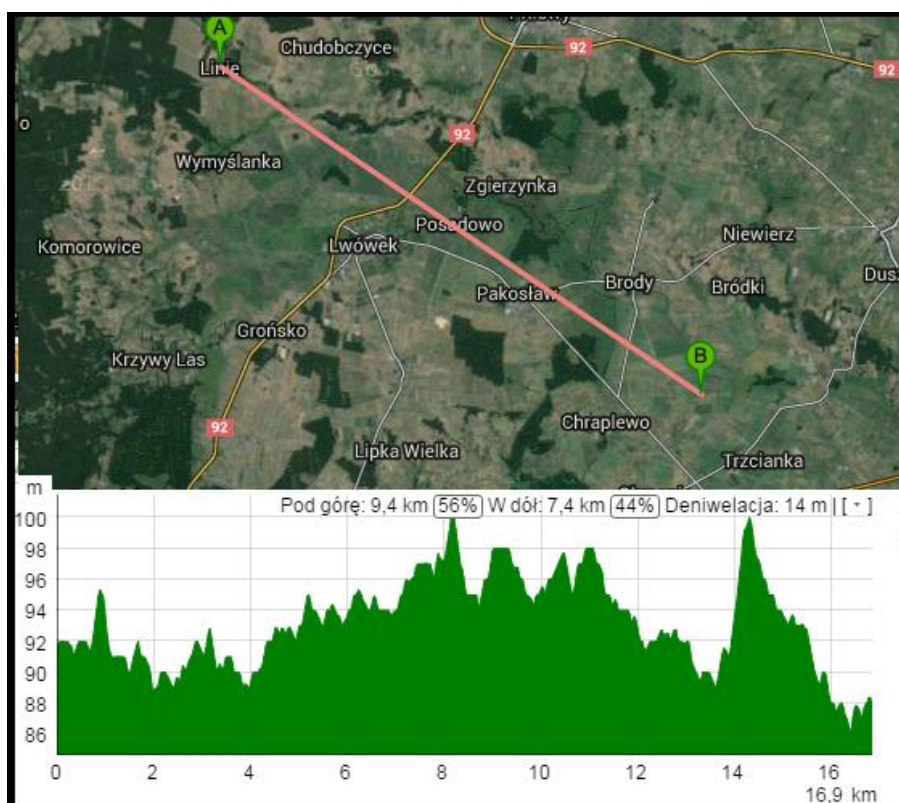 A
Chudobczyce
92
Linie
92
92
o
Wymyślanka
Zgierzynka
Posadowo
Niewierz
Komorowice
Lwówek
Dusz
Pakosław
Brody
Bródki
Grońsko
Krzywy Las
B
Chraplewo
92
Lipka Wielka
Trzcianka
m
Pod górę: 9,4 km 56% W dół: 7,4 km 44% Deniwelacja: 14 m | [ - ]
100
98
96
94
92
90
88
86
0 2 4 6 8 10 12 14 16
16,9 km